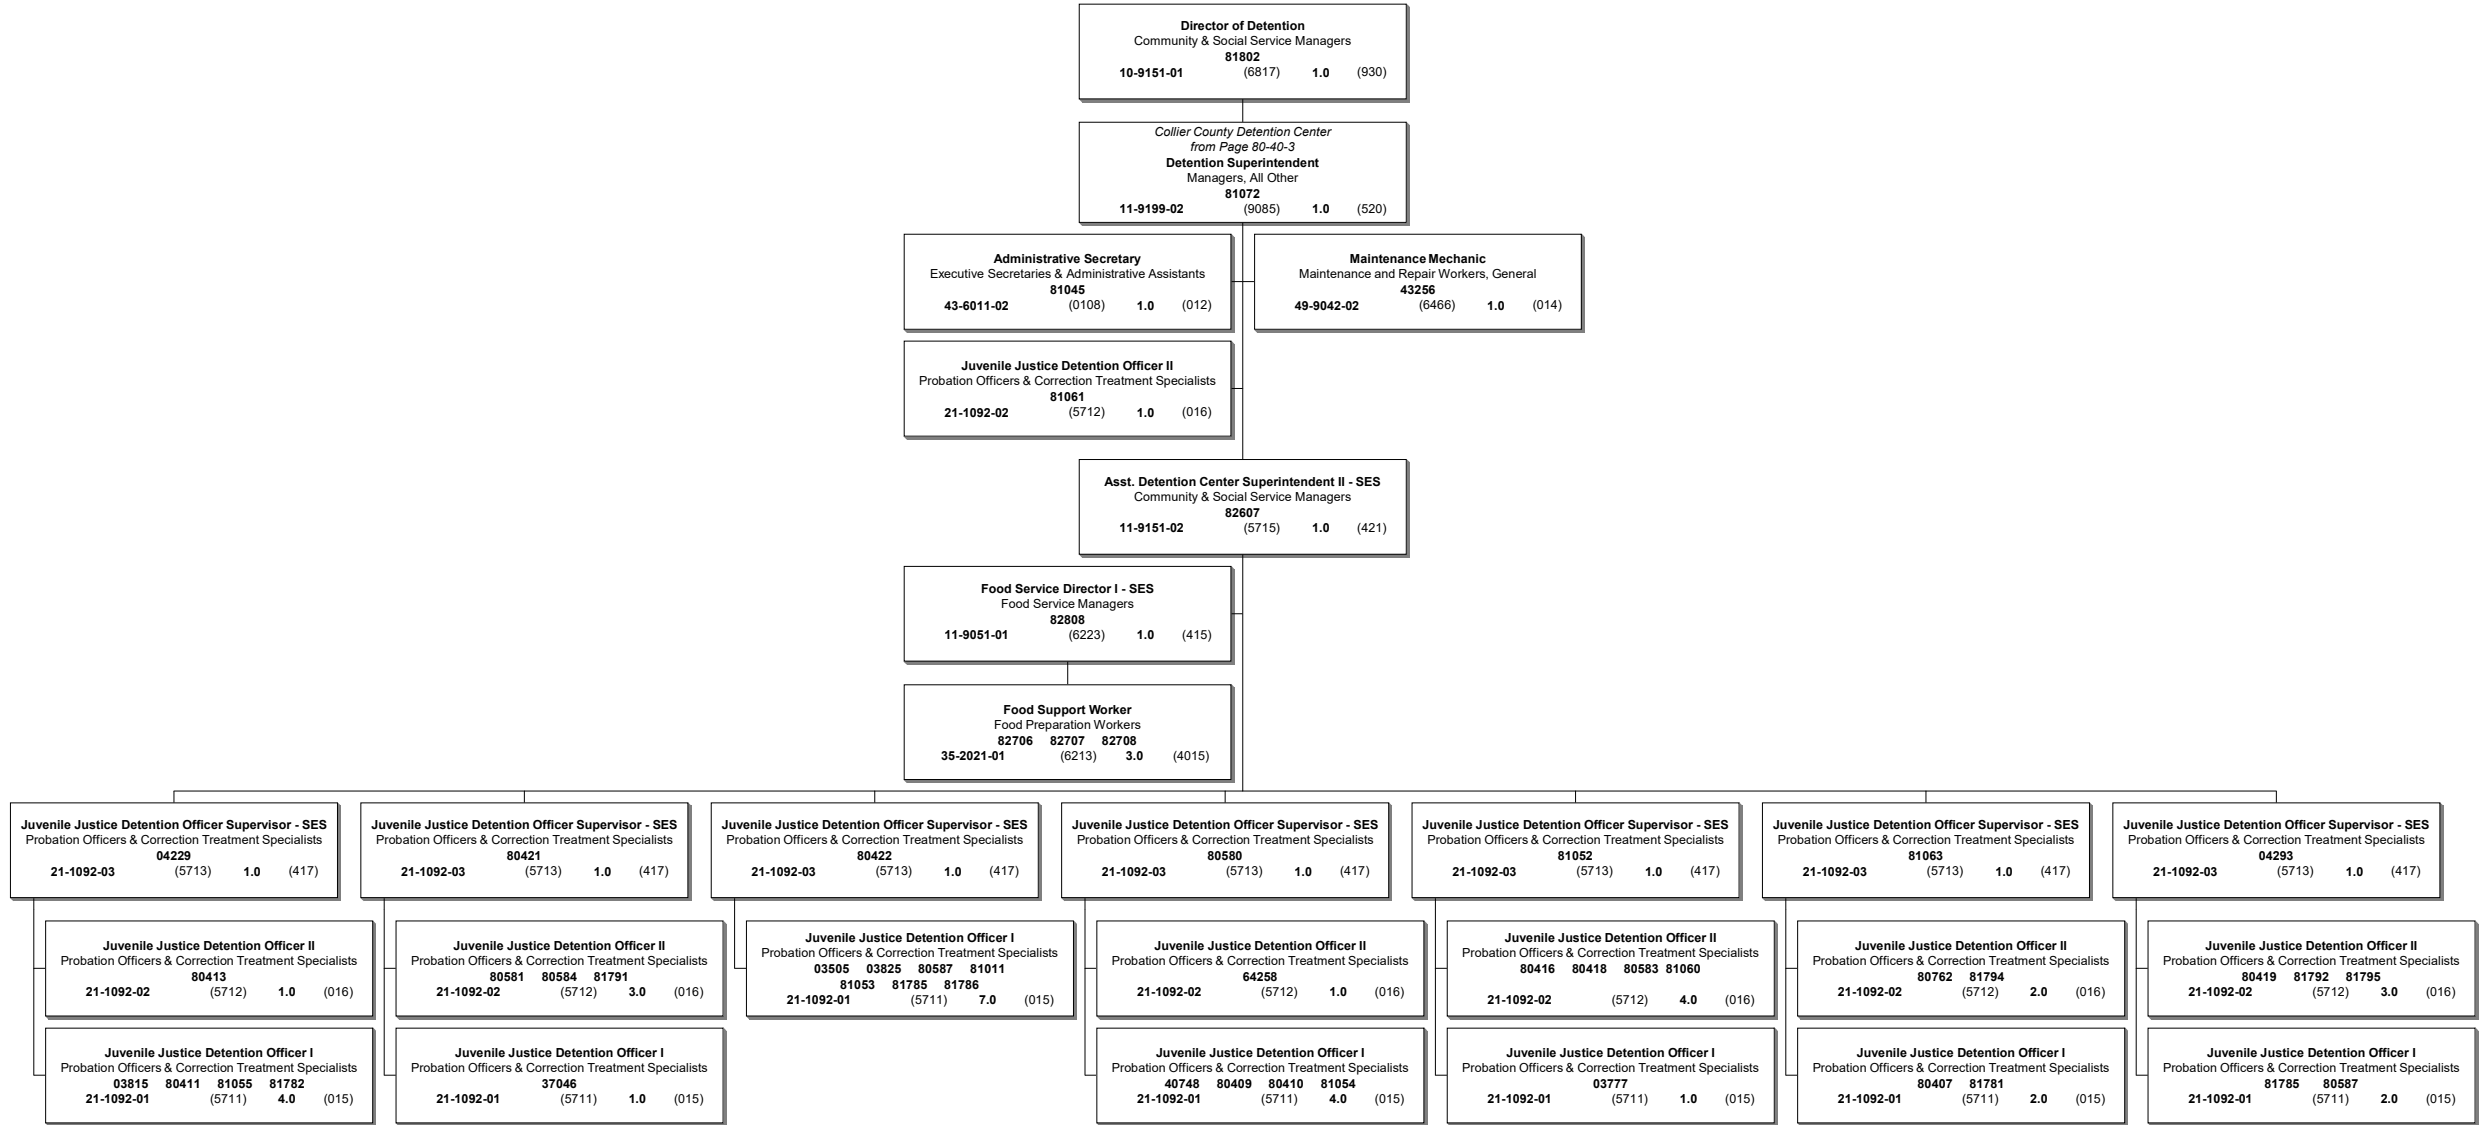 Director of Detention
Community & Social Service Managers
81802
10-9151-01 (6817) 1.0 (930)
Collier County Detention Center
from Page 80-40-3
Detention Superintendent
Managers, All Other
81072
11-9199-02 (9085) 1.0 (520)
Administrative Secretary
Executive Secretaries & Administrative Assistants
81045
43-6011-02 (0108) 1.0 (012)
Maintenance Mechanic
Maintenance and Repair Workers, General
43256
49-9042-02 (6466) 1.0 (014)
Juvenile Justice Detention Officer II
Probation Officers & Correction Treatment Specialists
81061
21-1092-02 (5712) 1.0 (016)
Asst. Detention Center Superintendent II - SES
Community & Social Service Managers
82607
11-9151-02 (5715) 1.0 (421)
Food Service Director I - SES
Food Service Managers
82808
11-9051-01 (6223) 1.0 (415)
Food Support Worker
Food Preparation Workers
82706 82707 82708
35-2021-01 (6213) 3.0 (4015)
Juvenile Justice Detention Officer Supervisor - SES
Probation Officers & Correction Treatment Specialists
04229
21-1092-03 (5713) 1.0 (417)
Juvenile Justice Detention Officer II
Probation Officers & Correction Treatment Specialists
80413
21-1092-02 (5712) 1.0 (016)
Juvenile Justice Detention Officer I
Probation Officers & Correction Treatment Specialists
03815 80411 81055 81782
21-1092-01 (5711) 4.0 (015)
Juvenile Justice Detention Officer Supervisor - SES
Probation Officers & Correction Treatment Specialists
80421
21-1092-03 (5713) 1.0 (417)
Juvenile Justice Detention Officer II
Probation Officers & Correction Treatment Specialists
80581 80584 81791
21-1092-02 (5712) 3.0 (016)
Juvenile Justice Detention Officer I
Probation Officers & Correction Treatment Specialists
37046
21-1092-01 (5711) 1.0 (015)
Juvenile Justice Detention Officer Supervisor - SES
Probation Officers & Correction Treatment Specialists
80422
21-1092-03 (5713) 1.0 (417)
Juvenile Justice Detention Officer I
Probation Officers & Correction Treatment Specialists
03505 03825 80587 81011
81053 81785 81786
21-1092-01 (5711) 7.0 (015)
Juvenile Justice Detention Officer Supervisor - SES
Probation Officers & Correction Treatment Specialists
80580
21-1092-03 (5713) 1.0 (417)
Juvenile Justice Detention Officer II
Probation Officers & Correction Treatment Specialists
64258
21-1092-02 (5712) 1.0 (016)
Juvenile Justice Detention Officer I
Probation Officers & Correction Treatment Specialists
40748 80409 80410 81054
21-1092-01 (5711) 4.0 (015)
Juvenile Justice Detention Officer Supervisor - SES
Probation Officers & Correction Treatment Specialists
81052
21-1092-03 (5713) 1.0 (417)
Juvenile Justice Detention Officer II
Probation Officers & Correction Treatment Specialists
80416 80418 80583 81060
21-1092-02 (5712) 4.0 (016)
Juvenile Justice Detention Officer I
Probation Officers & Correction Treatment Specialists
03777
21-1092-01 (5711) 1.0 (015)
Juvenile Justice Detention Officer Supervisor - SES
Probation Officers & Correction Treatment Specialists
81063
21-1092-03 (5713) 1.0 (417)
Juvenile Justice Detention Officer II
Probation Officers & Correction Treatment Specialists
80762 81794
21-1092-02 (5712) 2.0 (016)
Juvenile Justice Detention Officer I
Probation Officers & Correction Treatment Specialists
80407 81781
21-1092-01 (5711) 2.0 (015)
Juvenile Justice Detention Officer Supervisor - SES
Probation Officers & Correction Treatment Specialists
04293
21-1092-03 (5713) 1.0 (417)
Juvenile Justice Detention Officer II
Probation Officers & Correction Treatment Specialists
80419 81792 81795
21-1092-02 (5712) 3.0 (016)
Juvenile Justice Detention Officer I
Probation Officers & Correction Treatment Specialists
81785 80587
21-1092-01 (5711) 2.0 (015)